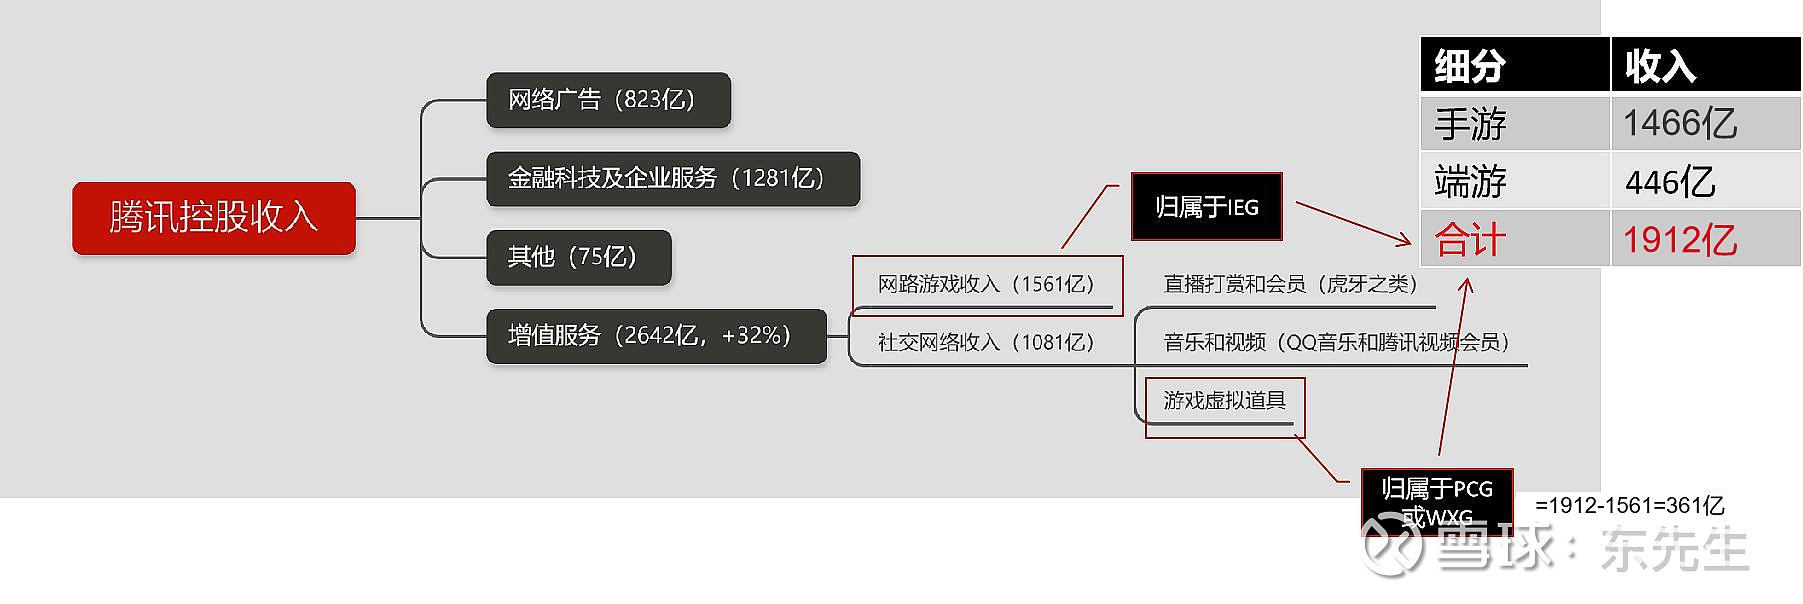 腾讯控股收入
网络广告（823亿）
金融科技及企业服务（1281亿）
其他（75亿）
增值服务（2642亿，+32%）
网路游戏收入（1561亿）
社交网络收入（1081亿）
直播打赏和会员（虎牙之类）
音乐和视频（QQ音乐和腾讯视频会员）
游戏虚拟道具
归属于IEG
归属于PCG
或WXG
=1912-1561=361亿
细分 收入
手游 1466亿
端游 446亿
合计 1912亿
雪球：东先生